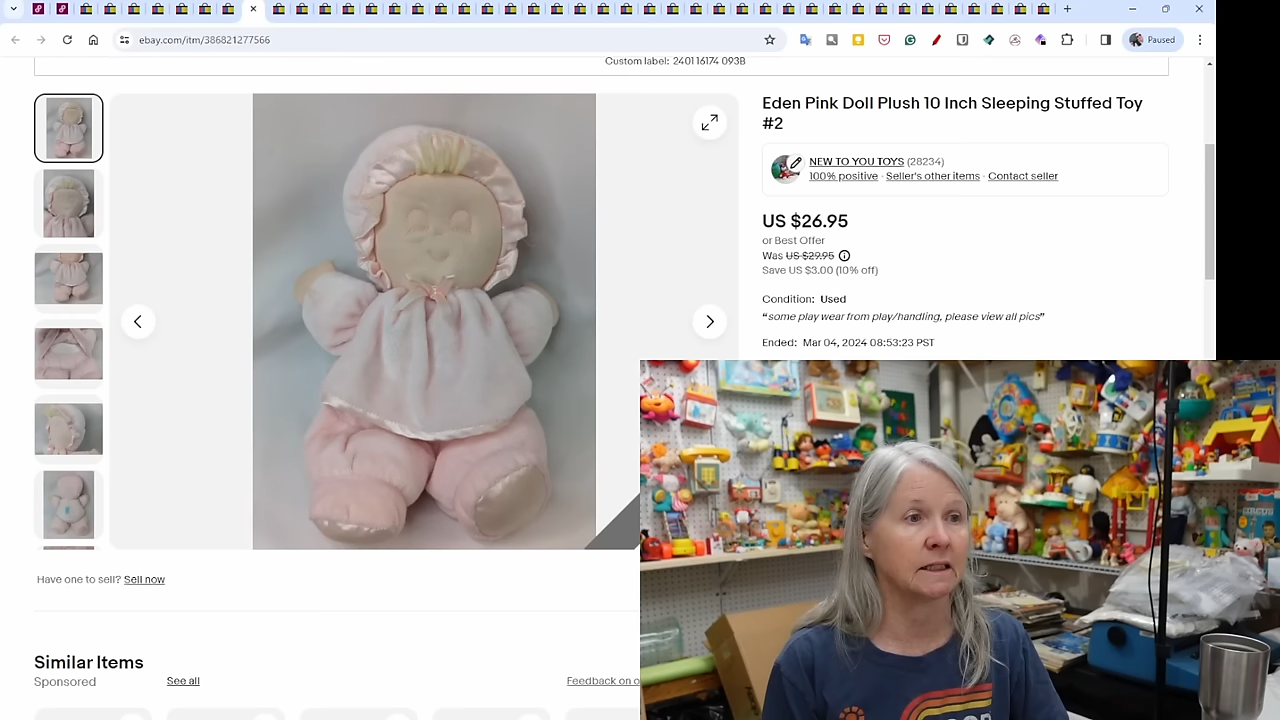 ebay.com/itm/386821277566
Paused
Custom label: 240116174 093B
Eden Pink Doll Plush 10 Inch Sleeping Stuffed Toy
#2
NEW TO YOU TOYS (28234)
100% positive · Seller's other items · Contact seller
US $26.95
or Best Offer
Was US $29.95
Save US $3.00 (10% off)
Condition: Used
“some play wear from play/handling, please view all pics”
Ended: Mar 04, 2024 08:53:23 PST
Have one to sell? Sell now
Similar Items
Sponsored
See all
Feedback on
CIRCUS